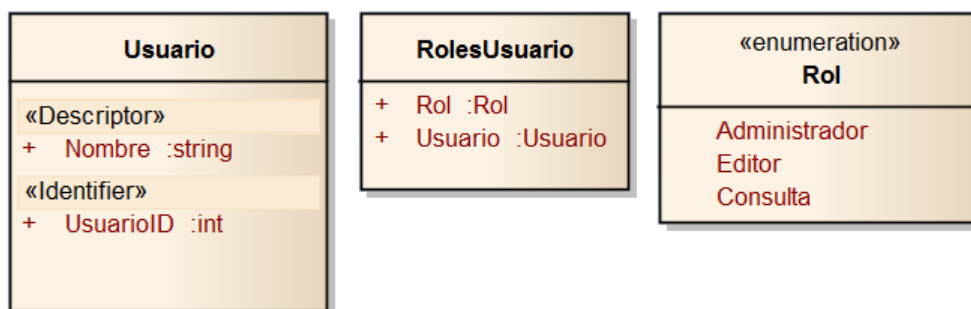 Usuario
«Descriptor»
+ Nombre :string
«Identifier»
+ UsuarioID :int
RolesUsuario
+ Rol :Rol
+ Usuario :Usuario
«enumeration»
Rol
Administrador
Editor
Consulta